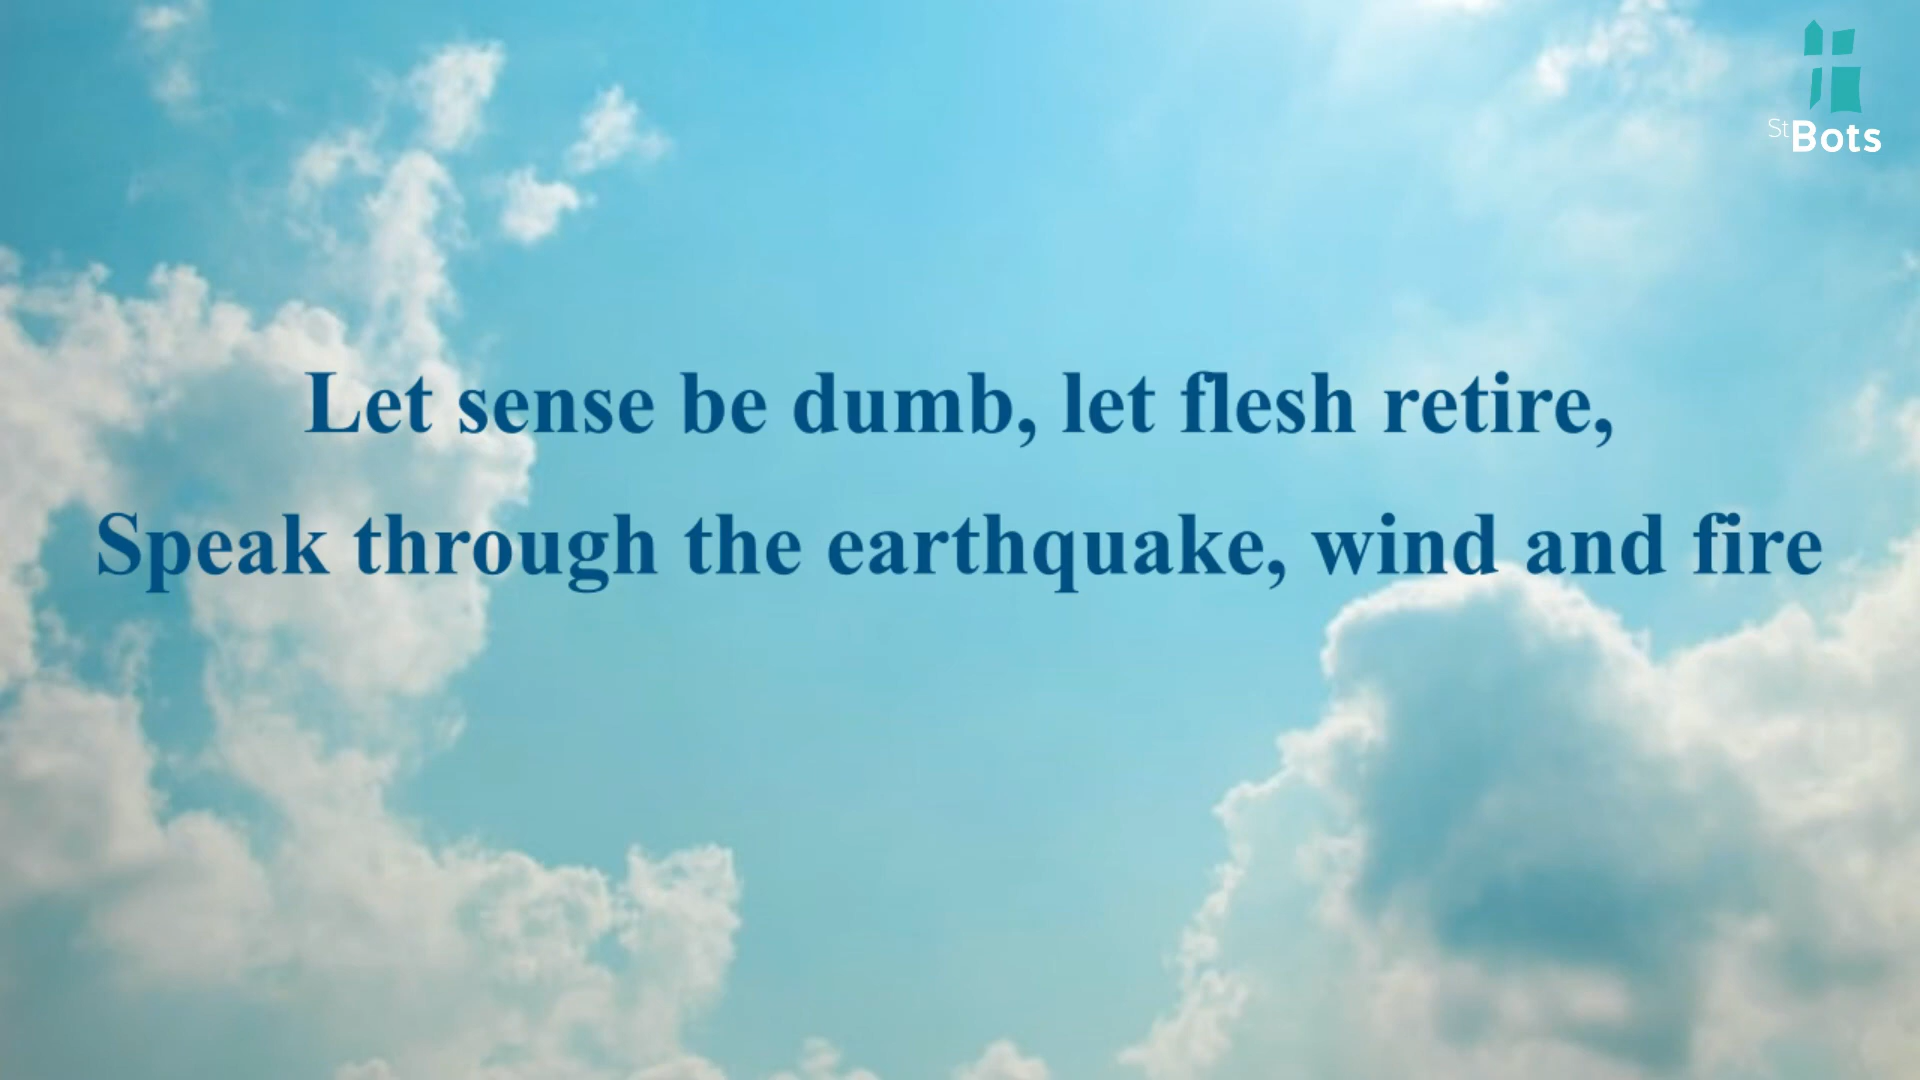 StBots
Let sense be dumb, let flesh retire,
Speak through the earthquake, wind and fire